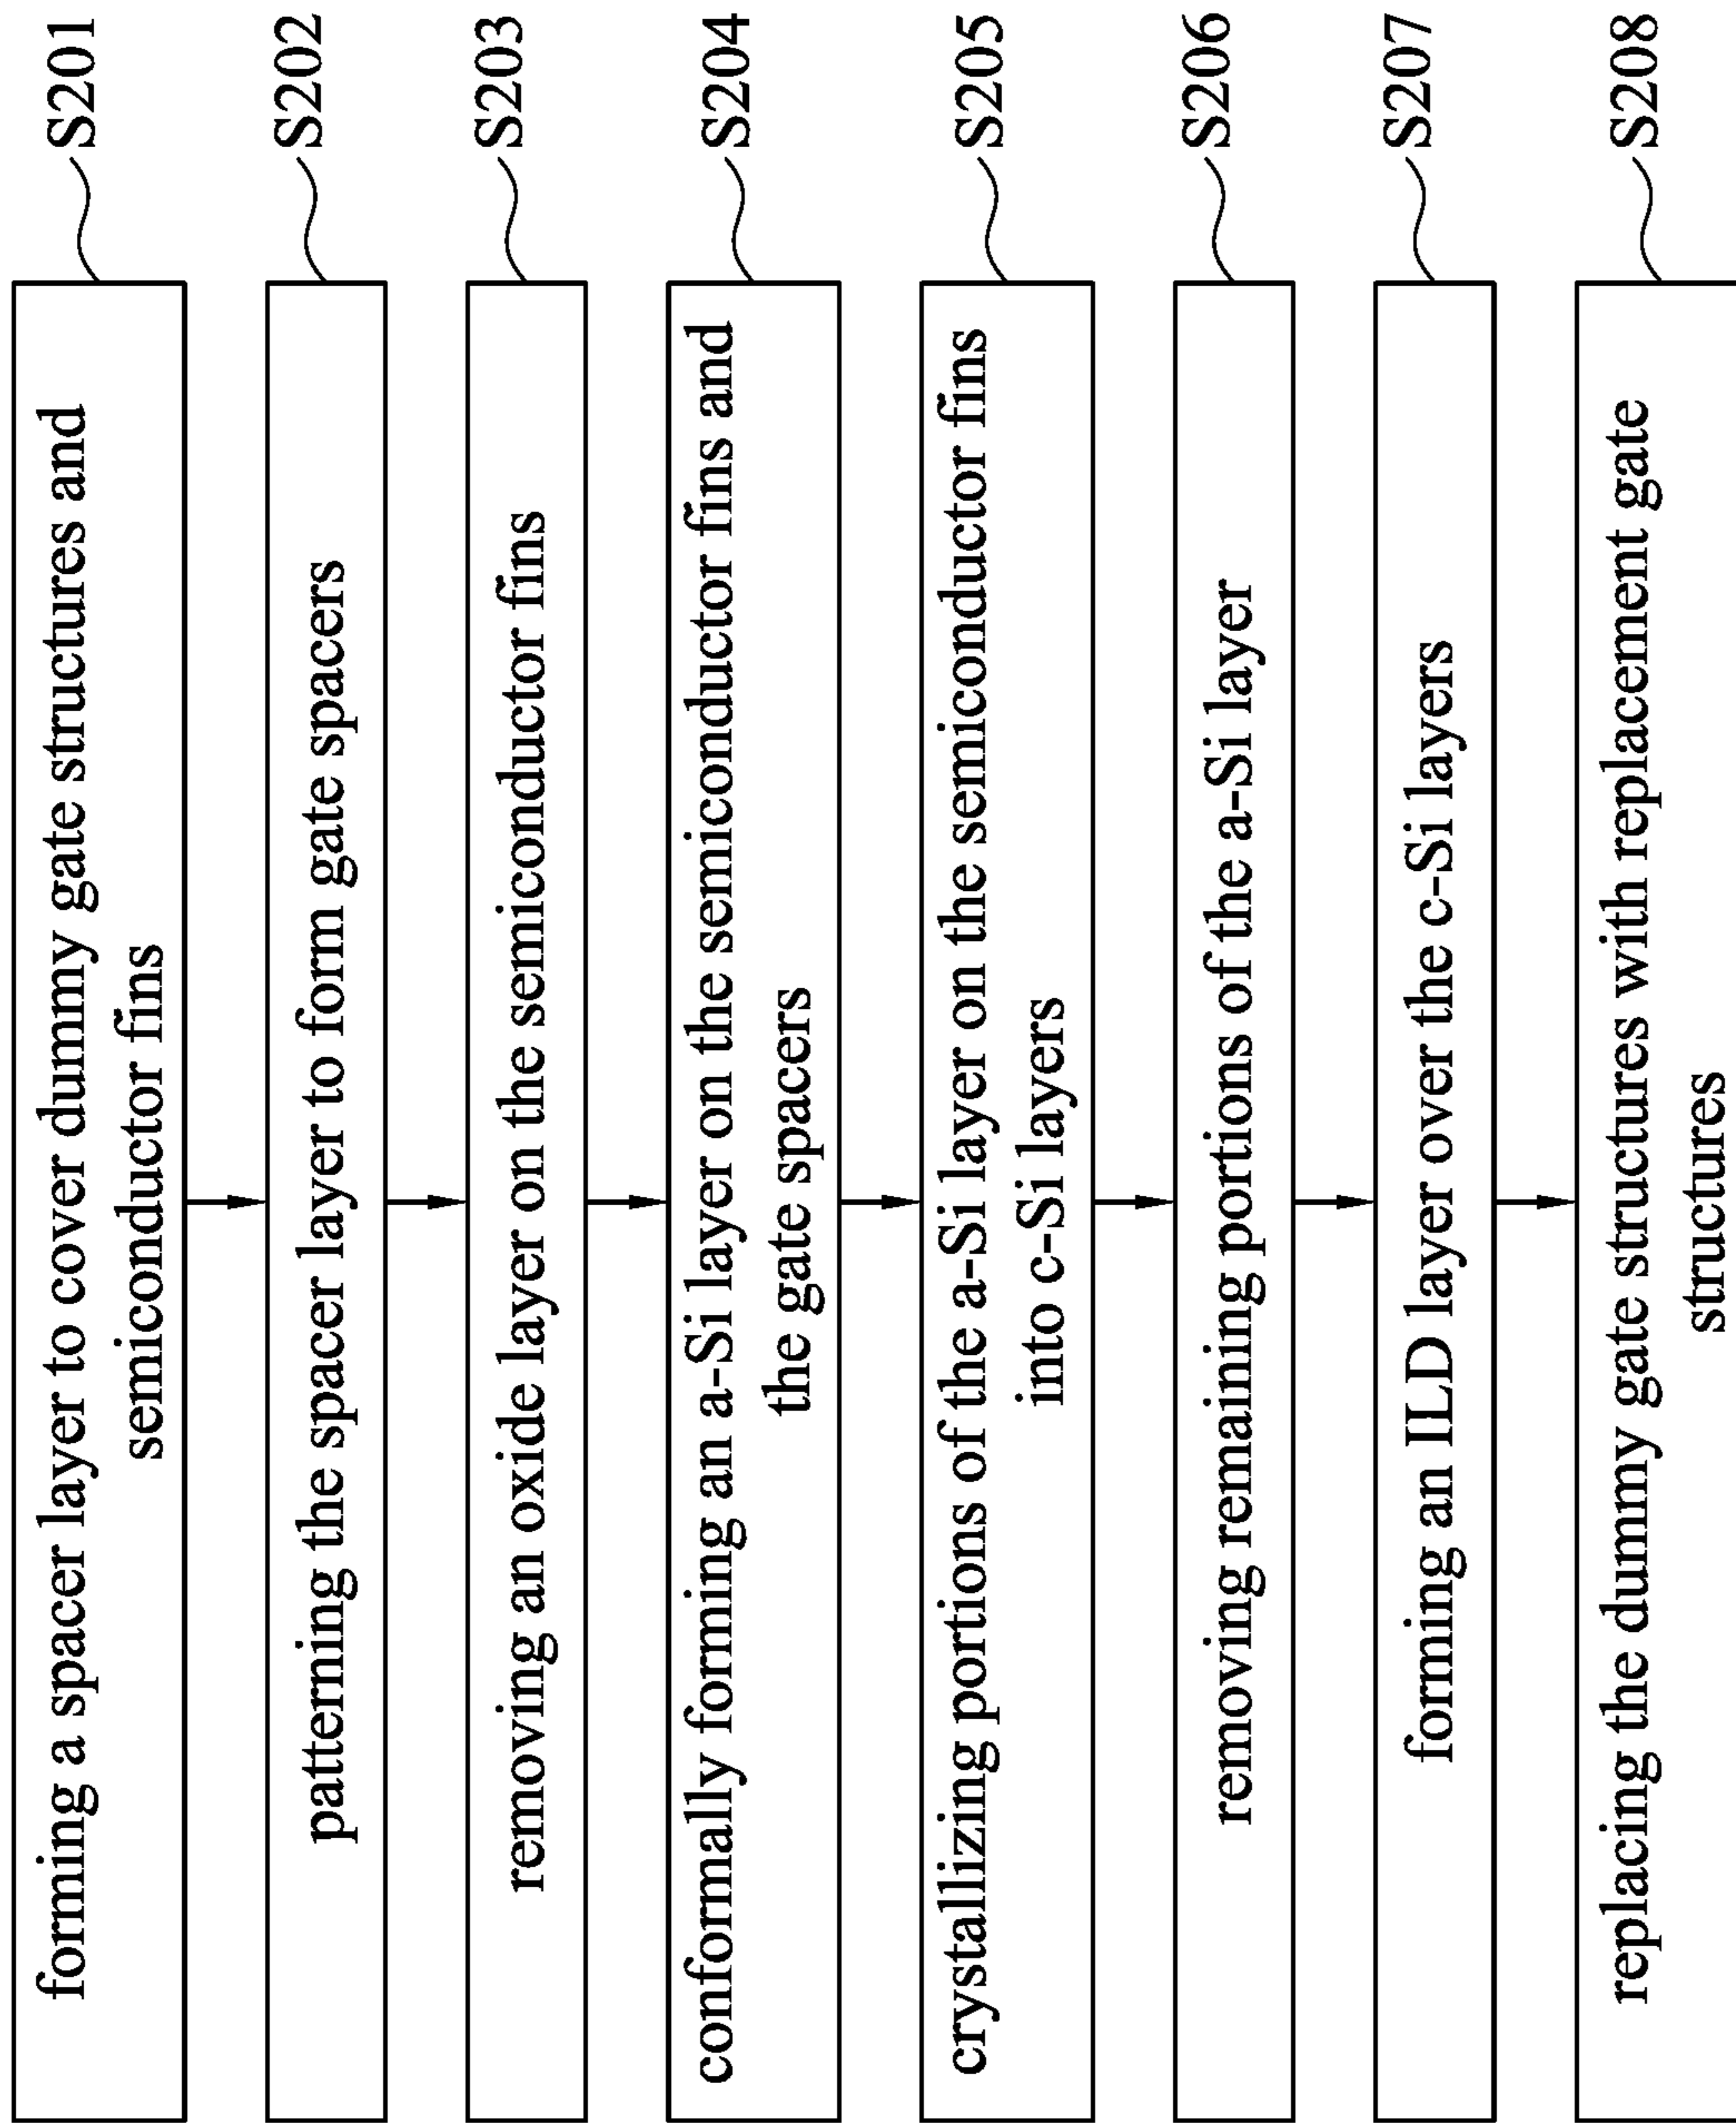 forming a spacer layer to cover dummy gate structures and
semiconductor fins
S201
patterning the spacer layer to form gate spacers
S202
removing an oxide layer on the semiconductor fins
S203
conformally forming an a-Si layer on the semiconductor fins and
the gate spacers
S204
crystallizing portions of the a-Si layer on the semiconductor fins
into c-Si layers
S205
removing remaining portions of the a-Si layer
S206
forming an ILD layer over the c-Si layers
S207
replacing the dummy gate structures with replacement gate
structures
S208